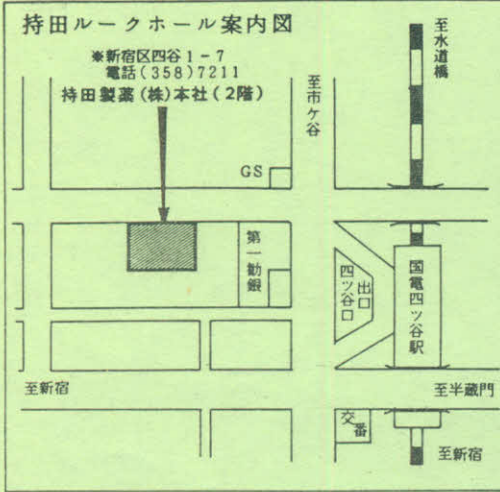 持田ルークホール案内図
※新宿区四谷1-7
電話(358)7211
持田製薬(株)本社(2階)
至水道橋
至市ケ谷
GS
第一勧銀
四ツ谷口
出口
国電四ツ谷駅
至新宿
至半蔵門
交番
至新宿